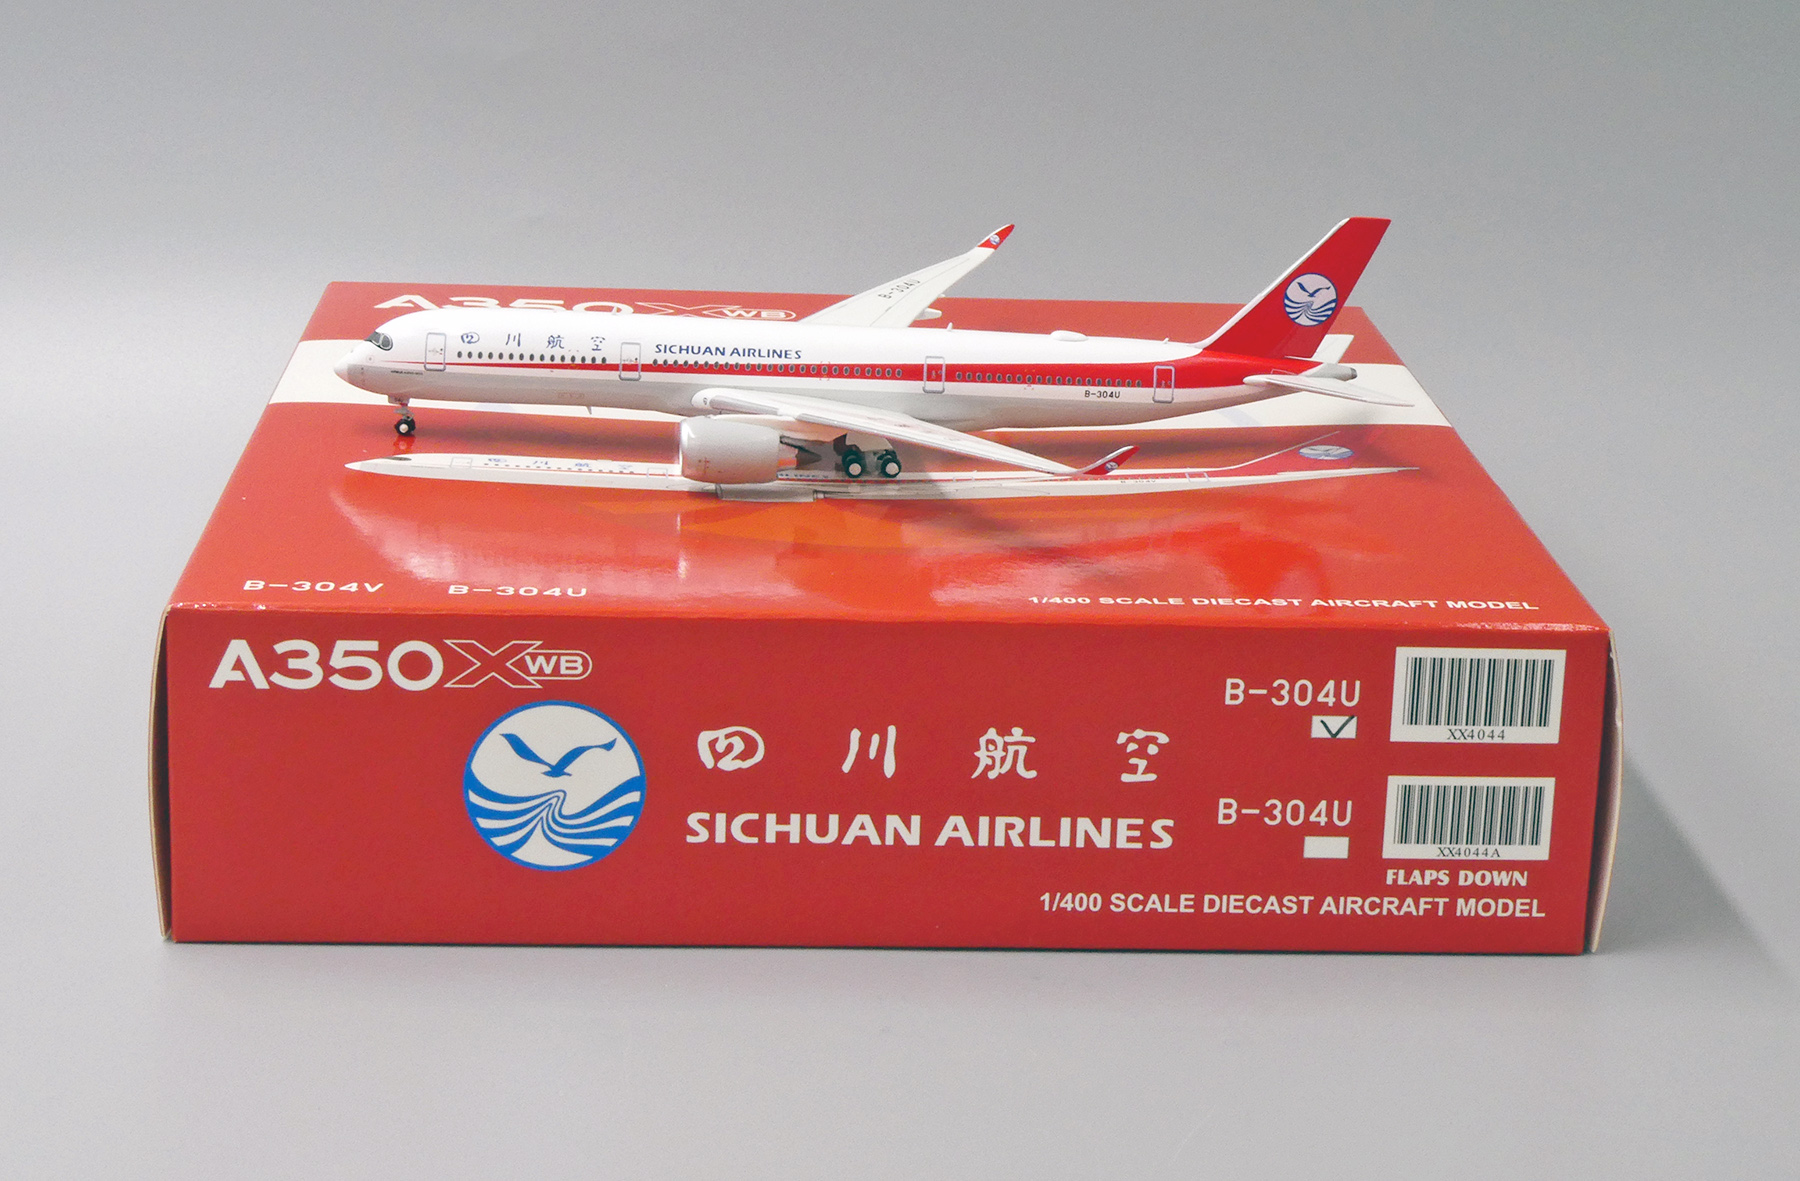 A350XWB
B-304U
四川航空
SICHUAN AIRLINES
B-304U
B-304V B-304U
1/400 SCALE DIECAST AIRCRAFT MODEL
A350XWB
B-304U
XX4044
四川航空
SICHUAN AIRLINES
B-304U
XX4044A
FLAPS DOWN
1/400 SCALE DIECAST AIRCRAFT MODEL